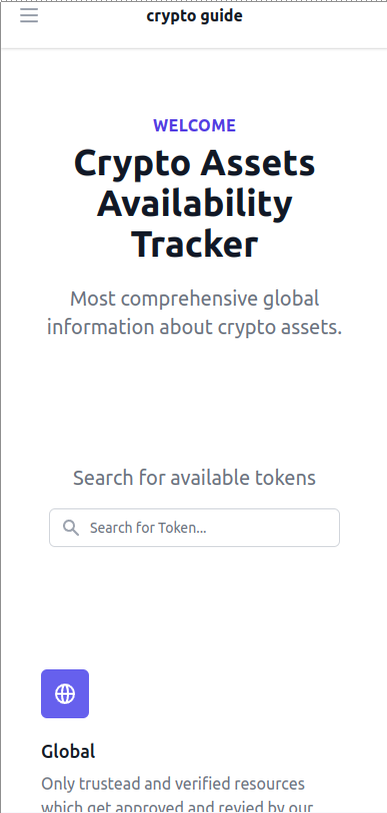 crypto guide
WELCOME
Crypto Assets
Availability
Tracker
Most comprehensive global
information about crypto assets.
Search for available tokens
Search for Token...
Global
Only trustead and verified resources
which get approved and revied by our